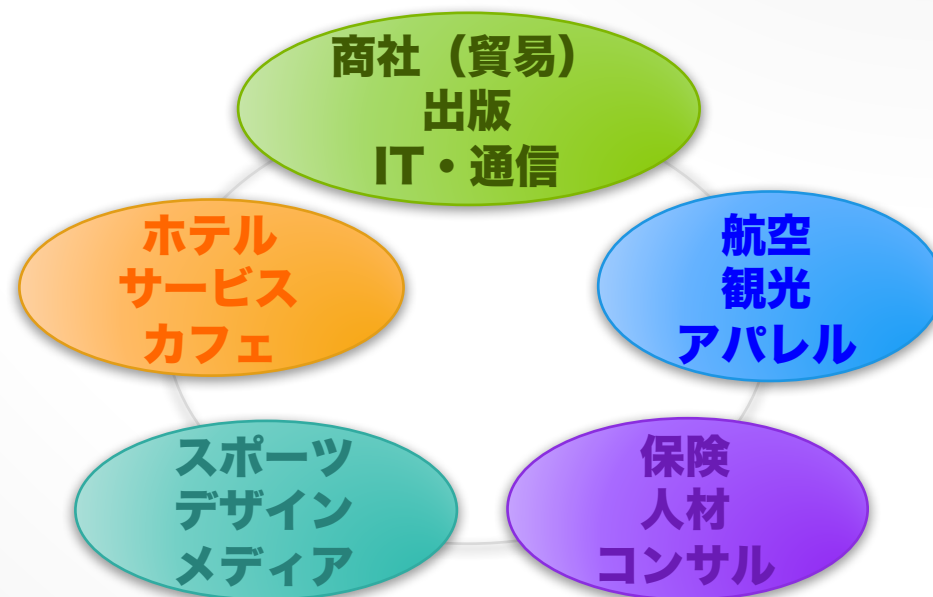 商社（貿易）
出版
IT・通信
ホテル
サービス
カフェ
航空
観光
アパレル
スポーツ
デザイン
メディア
保険
人材
コンサル